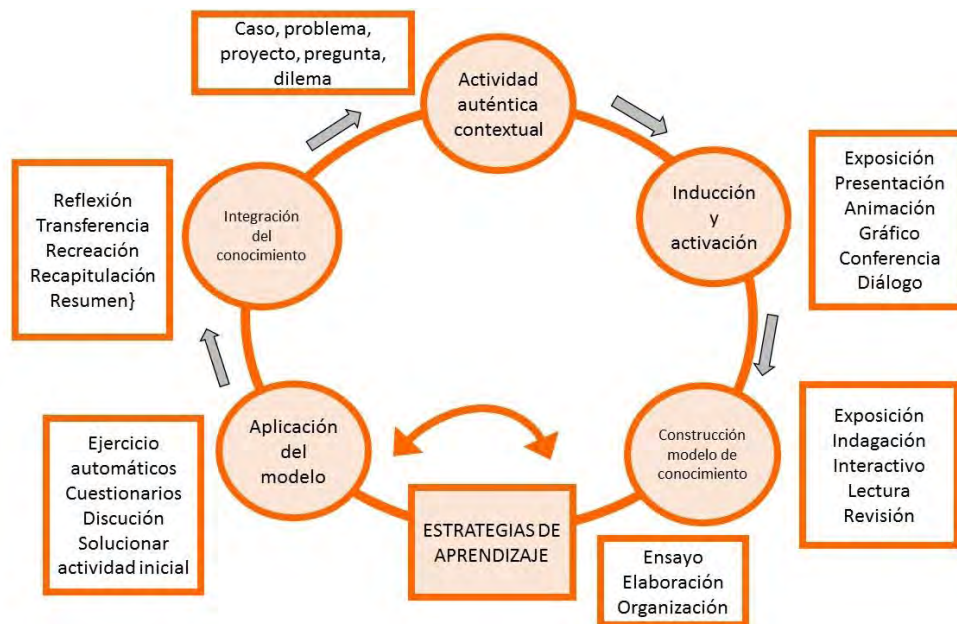 Caso, problema,
proyecto, pregunta,
dilema
Actividad
auténtica
contextual
Inducción
y
activación
Exposición
Presentación
Animación
Gráfico
Conferencia
Diálogo
Construcción
modelo de
conocimiento
Exposición
Indagación
Interactivo
Lectura
Revisión
ESTRATEGIAS DE
APRENDIZAJE
Ensayo
Elaboración
Organización
Aplicación
del
modelo
Ejercicio
automáticos
Cuestionarios
Discución
Solucionar
actividad inicial
Integración
del
conocimiento
Reflexión
Transferencia
Recreación
Recapitulación
Resumen}